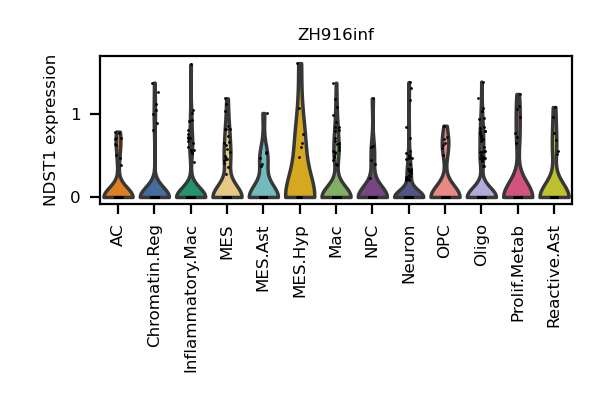 ZH916inf
NDST1 expression
1
0
AC
Chromatin.Reg
Inflammatory.Mac
MES
MES.Ast
MES.Hyp
Mac
NPC
Neuron
OPC
Oligo
Prolif.Metab
Reactive.Ast